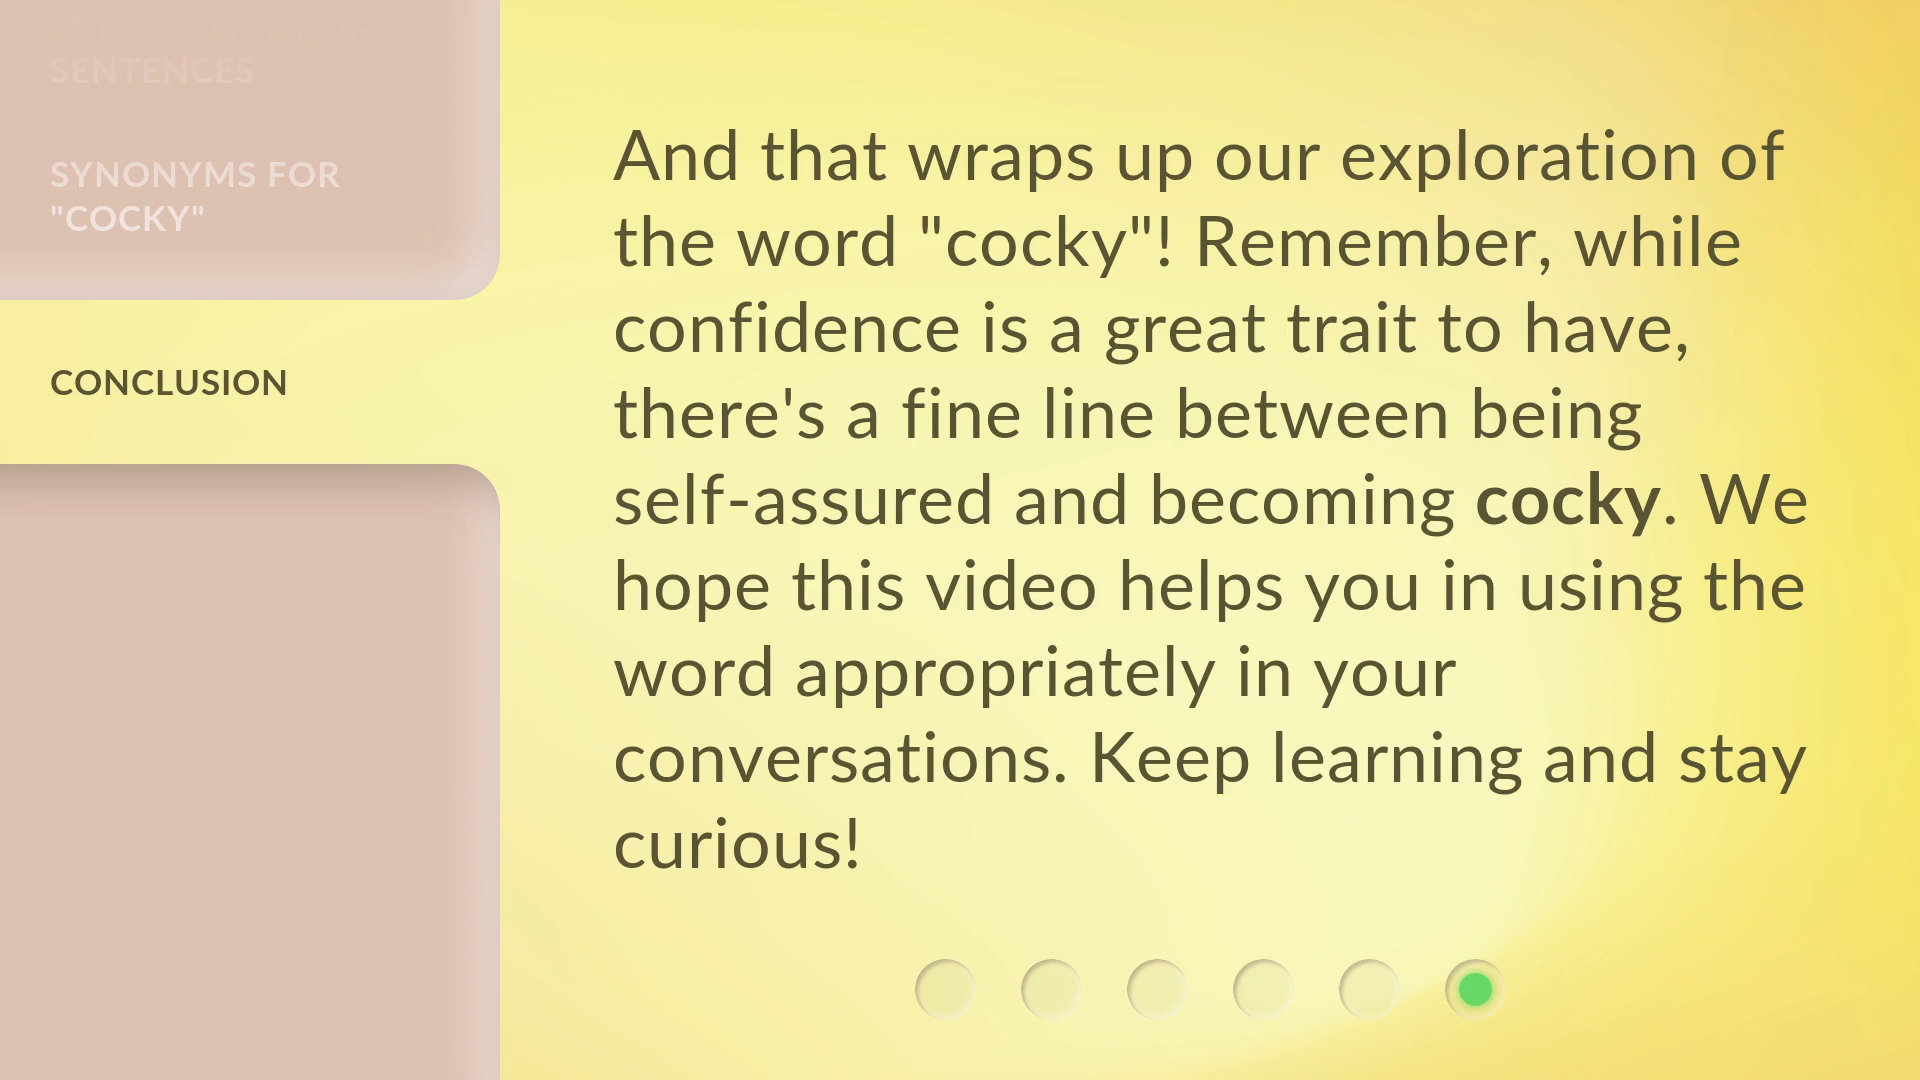 SENTENCES
SYNONYMS FOR
"COCKY"
CONCLUSION
And that wraps up our exploration of
the word "cocky"! Remember, while
confidence is a great trait to have,
there's a fine line between being
self-assured and becoming cocky. We
hope this video helps you in using the
word appropriately in your
conversations. Keep learning and stay
curious!